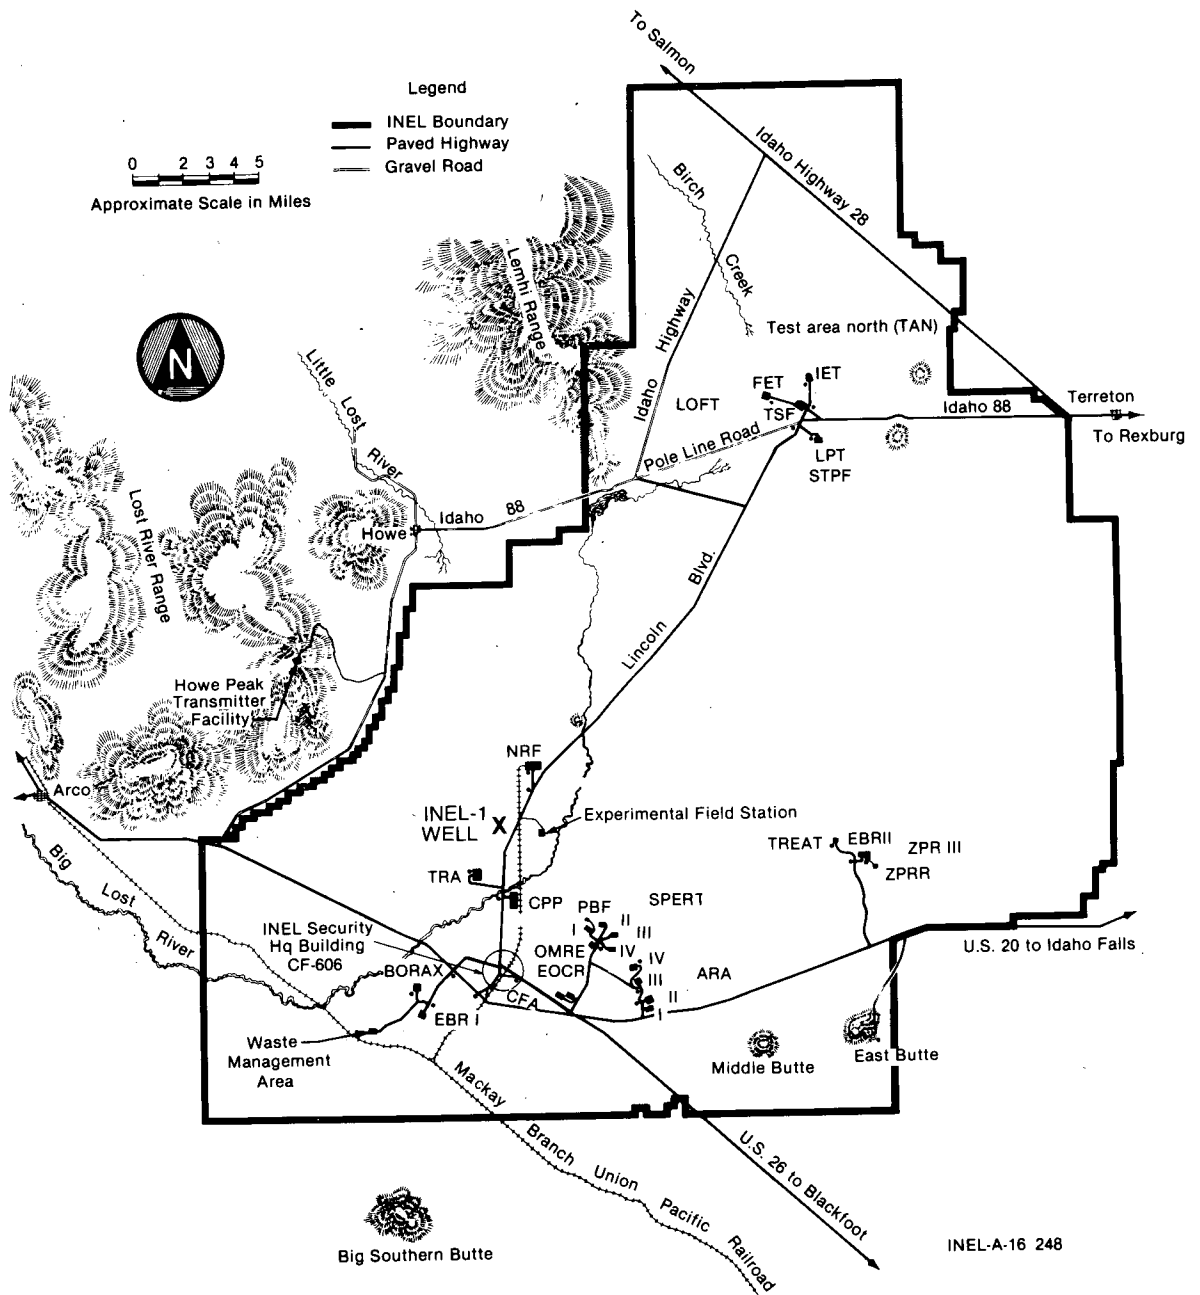 To Salmon
Legend
INEL Boundary
Paved Highway
Gravel Road
0 2 3 4 5
Approximate Scale in Miles
Idaho Highway 28
Birch
Creek
Lemhi Range
N
Little Lost River
Idaho Highway
Test area north (TAN)
IET
FET
TSF
LOFT
LPT
STPF
Idaho 88
Terreton
To Rexburg
Pole Line Road
Lost River Range
Howe
Idaho 88
Lincoln Blvd.
Howe Peak
Transmitter
Facility
Arco
NRF
INEL-1
WELL X
Experimental Field Station
TREAT
EBRII
ZPR III
ZPRR
Big Lost River
TRA
CPP
SPERT
PBF
I
II
III
IV
INEL Security
Hq Building
CF-606
OMRE
EOCR
IV
III
II
I
ARA
U.S. 20 to Idaho Falls
BORAX
CFA
EBR I
Waste
Management
Area
Middle Butte
East Butte
Mackay Branch Union Pacific Railroad
U.S. 26 to Blackfoot
Big Southern Butte
INEL-A-16 248